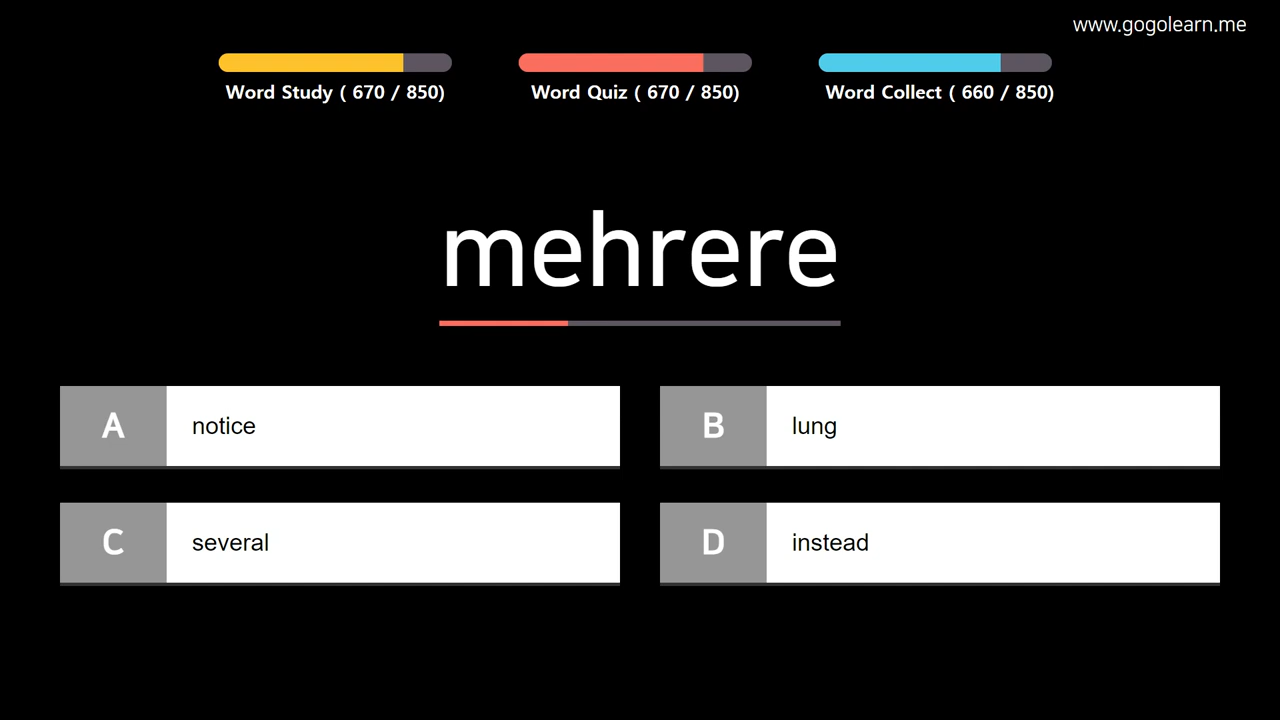 www.gogolearn.me
Word Study ( 670 / 850)
Word Quiz ( 670 / 850)
Word Collect ( 660 / 850)
mehrere
A notice
B lung
C several
D instead